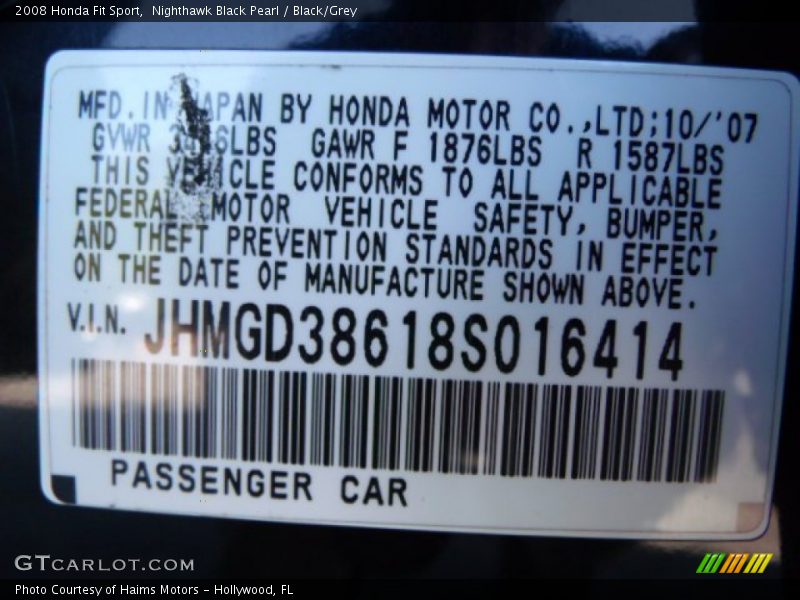 2008 Honda Fit Sport,  Nighthawk Black Pearl / Black/Grey
MFD. IN JAPAN BY HONDA MOTOR CO.,LTD;10/'07
GVWR LBS GAWR F 1876LBS R 1587LBS
THIS VEHICLE CONFORMS TO ALL APPLICABLE
FEDERAL MOTOR VEHICLE SAFETY, BUMPER,
AND THEFT PREVENTION STANDARDS IN EFFECT
ON THE DATE OF MANUFACTURE SHOWN ABOVE.
V.I.N. JHMGD38618S016414
PASSENGER CAR
GTCARLOT.COM
Photo Courtesy of Haims Motors – Hollywood, FL